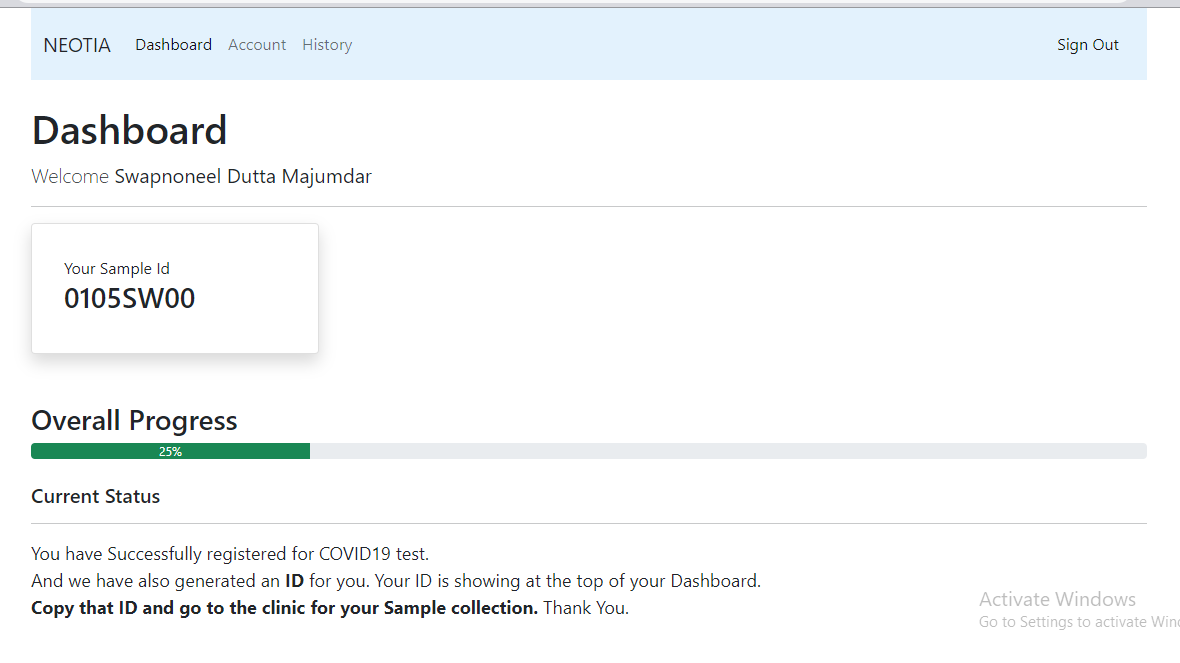 NEOTIA Dashboard Account History Sign Out
Dashboard
Welcome Swapnoneel Dutta Majumdar
Your Sample Id
0105SW00
Overall Progress
25%
Current Status
You have Successfully registered for COVID19 test.
And we have also generated an ID for you. Your ID is showing at the top of your Dashboard.
Copy that ID and go to the clinic for your Sample collection. Thank You.
Activate Windows
Go to Settings to activate